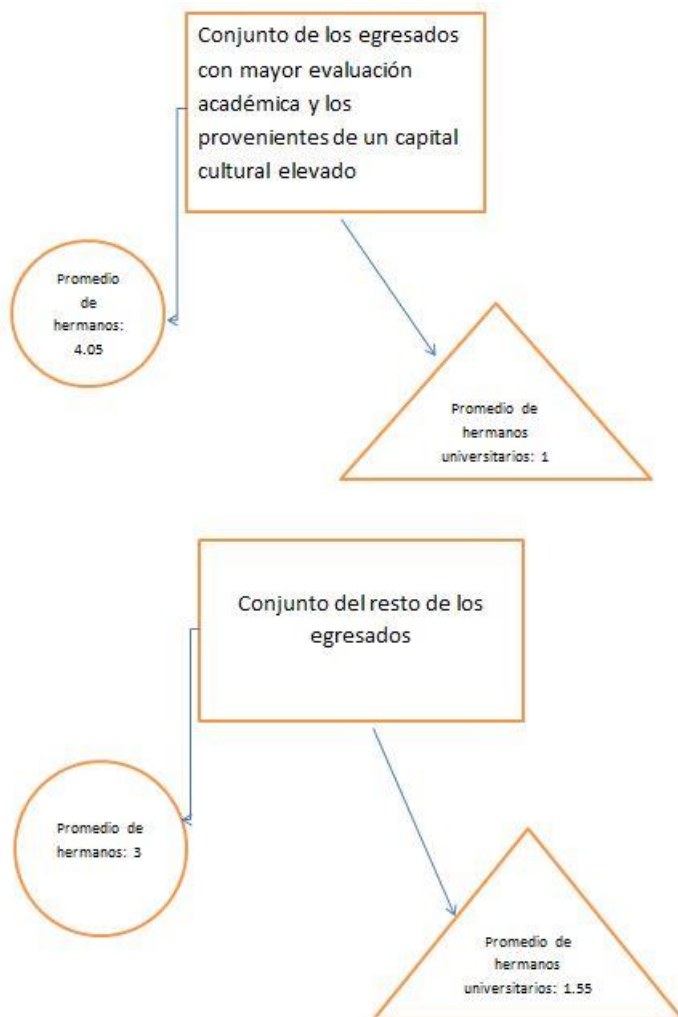 Conjunto de los egresados
con mayor evaluación
académica y los
provenientes de un capital
cultural elevado
Promedio
de
hermanos:
4.05
Promedio de
hermanos
universitarios: 1
Conjunto del resto de los
egresados
Promedio de
hermanos: 3
Promedio de
hermanos
universitarios: 1.55